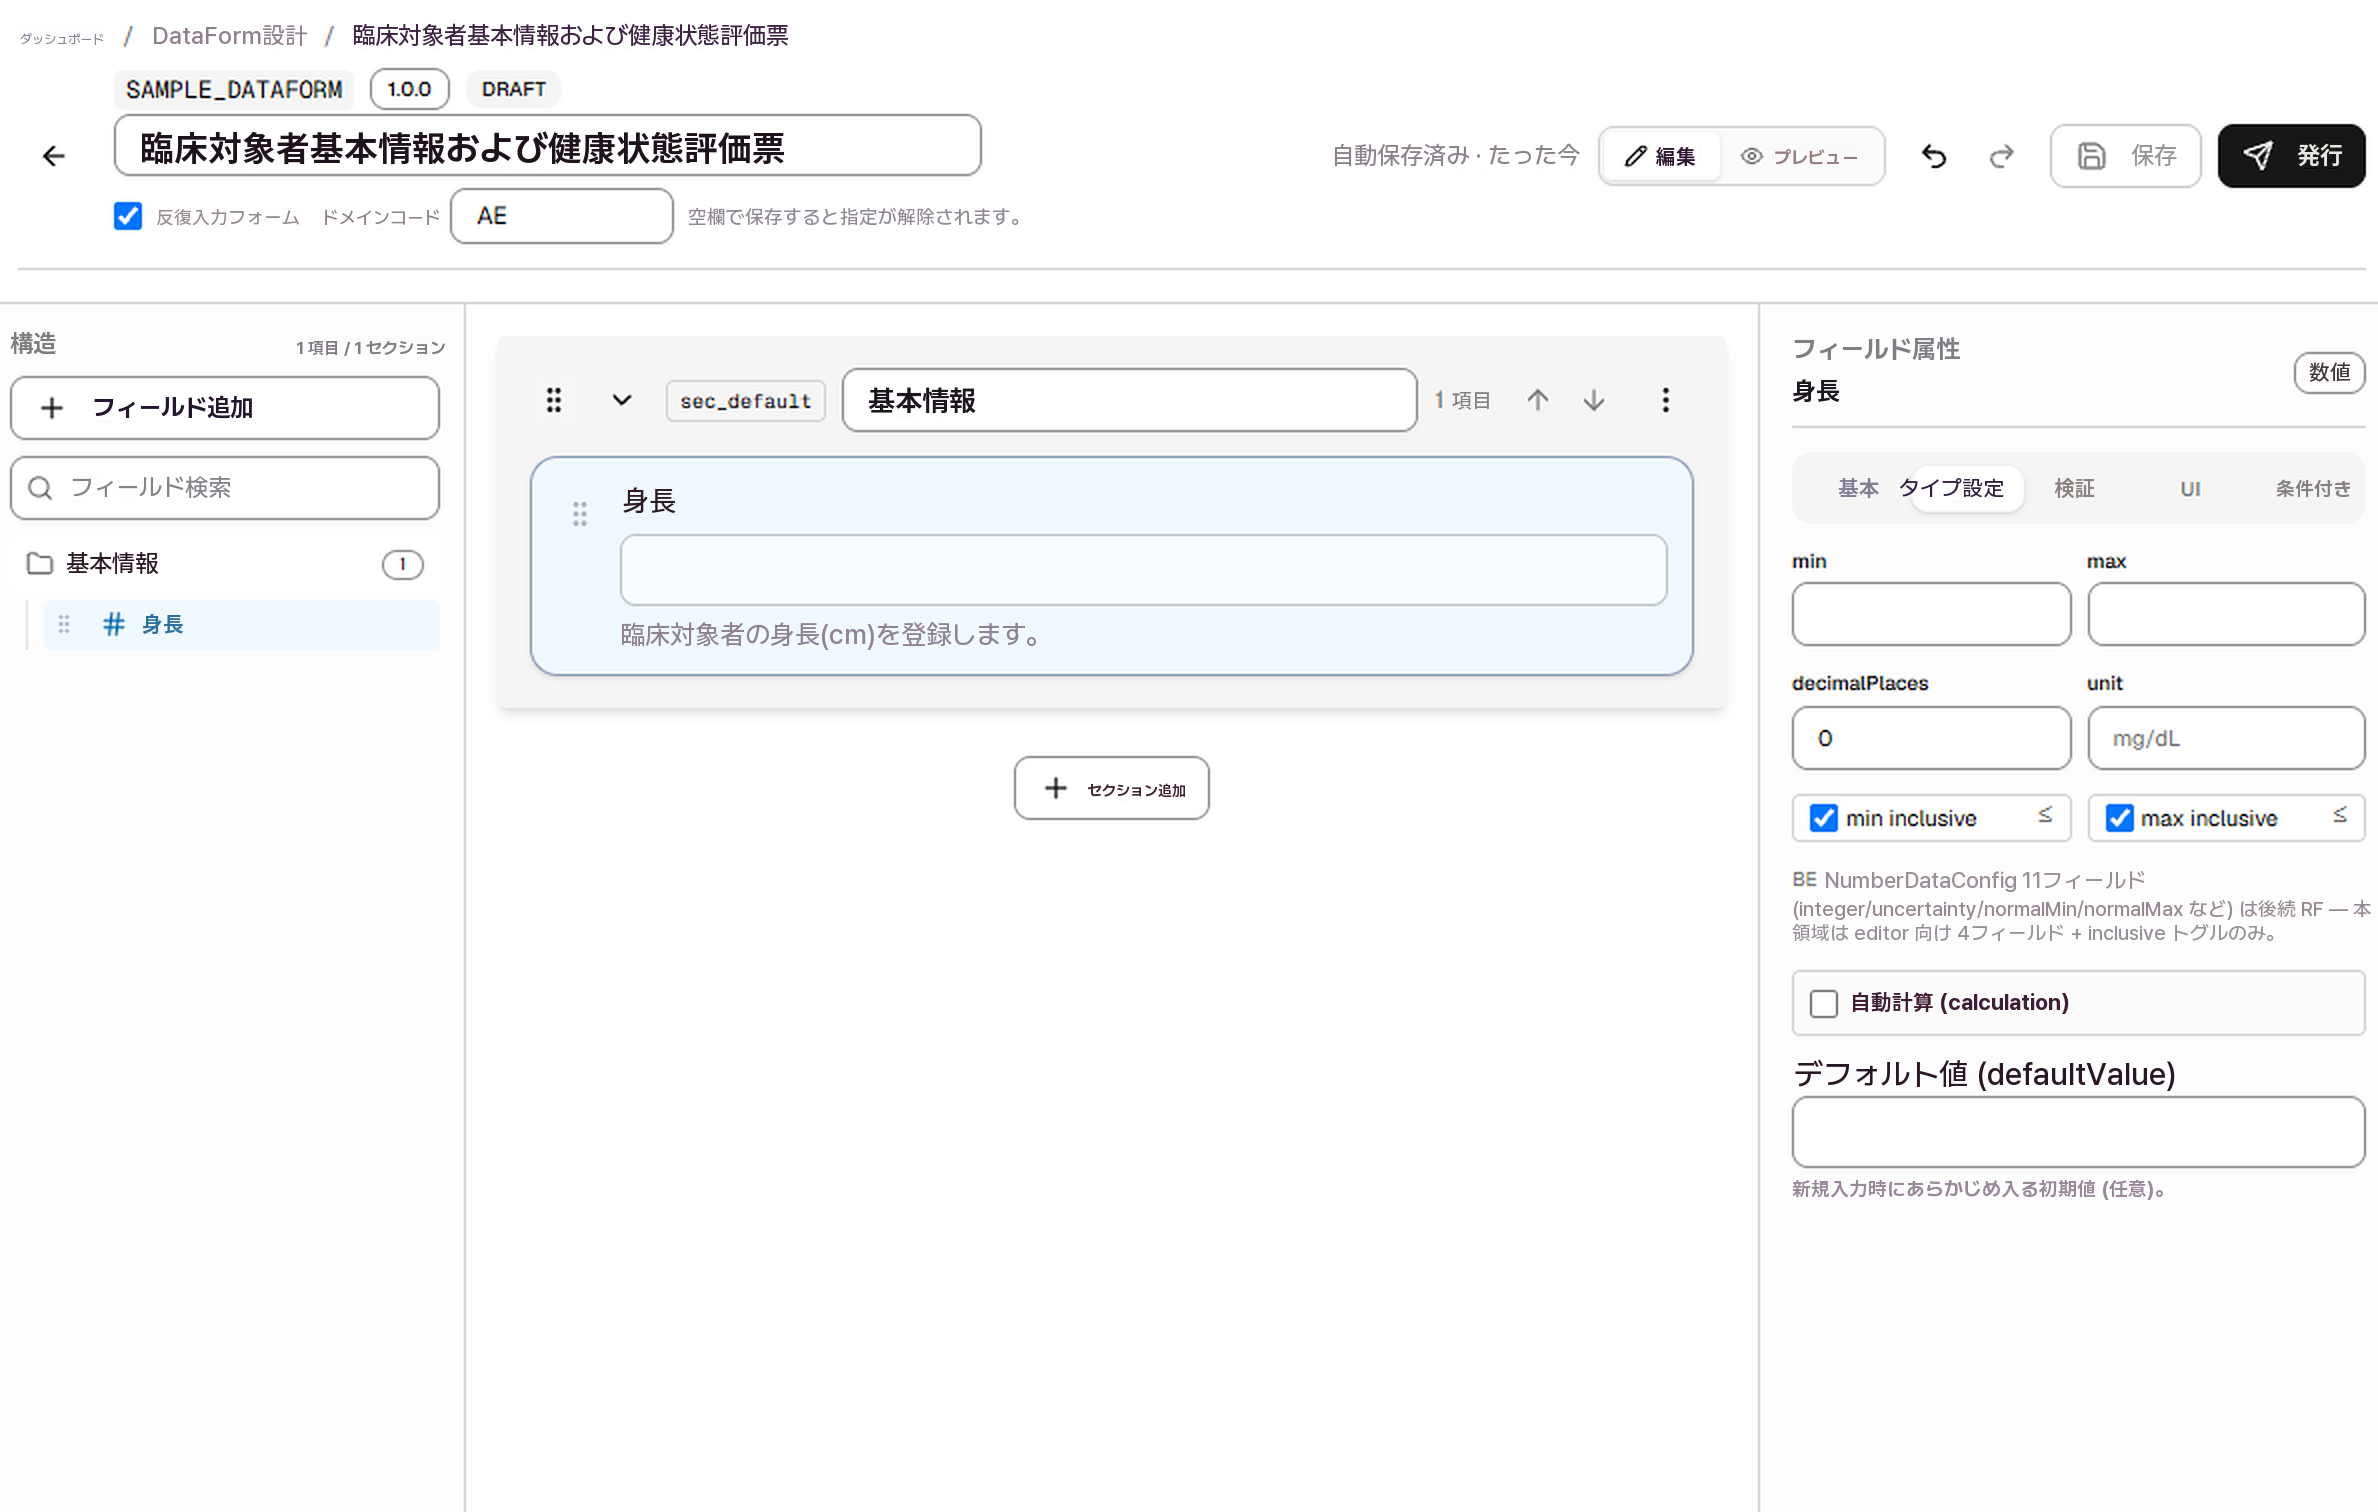 ダッシュボード / DataForm設計 / 臨床対象者基本情報および健康状態評価票
SAMPLE_DATAFORM 1.0.0 DRAFT
臨床対象者基本情報および健康状態評価票
自動保存済み · たった今 編集 プレビュー 保存 発行
反復入力フォーム ドメインコード AE 空欄で保存すると指定が解除されます。
構造 1 項目 / 1 セクション
フィールド追加
フィールド検索
基本情報 1
身長
sec_default 基本情報 1 項目
身長
臨床対象者の身長(cm)を登録します。
セクション追加
フィールド属性
身長
数値
基本 タイプ設定 検証 UI 条件付き
min max
decimalPlaces unit
0 mg/dL
min inclusive ≤ max inclusive ≤
BE NumberDataConfig 11フィールド
(integer/uncertainty/normalMin/normalMax など) は後続 RF — 本
領域は editor 向け 4フィールド + inclusive トグルのみ。
自動計算 (calculation)
デフォルト値 (defaultValue)
新規入力時にあらかじめ入る初期値 (任意)。